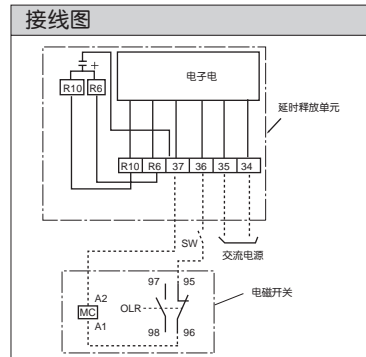 接线图
+
电子电
R10 R6
延时释放单元
R10 R6 37 36 35 34
SW
交流电源
97 95
电磁开关
A2
MC
OLR
A1
98 96